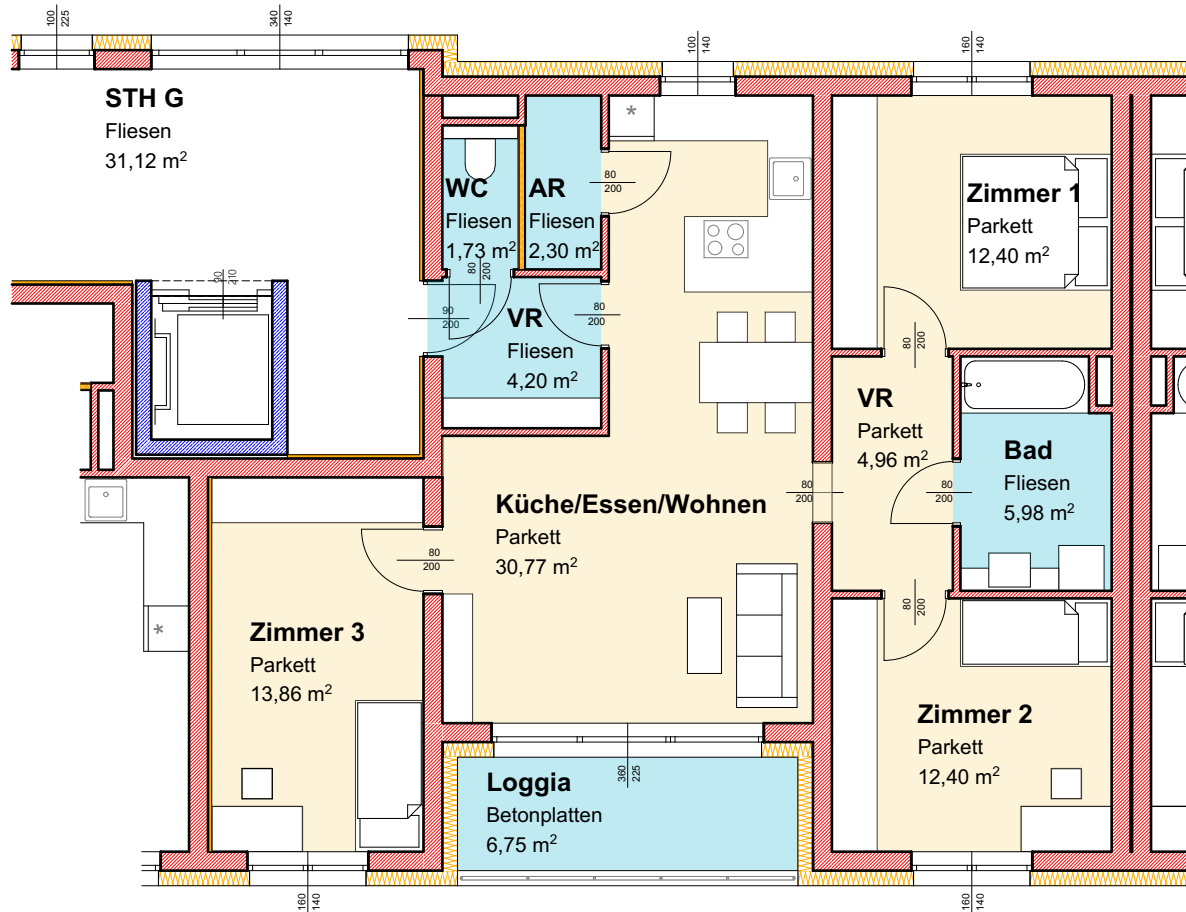 100
225
340
140
100
140
160
140
STH G
Fliesen
31,12 m²
WC
Fliesen
1,73 m²
AR
Fliesen
2,30 m²
80
200
*
Zimmer 1
Parkett
12,40 m²
80
200
90
210
90
200
VR
Fliesen
4,20 m²
80
200
80
200
VR
Parkett
4,96 m²
Bad
Fliesen
5,98 m²
80
200
80
200
Küche/Essen/Wohnen
Parkett
30,77 m²
80
200
80
200
*
Zimmer 3
Parkett
13,86 m²
Zimmer 2
Parkett
12,40 m²
Loggia
Betonplatten
6,75 m²
360
225
160
140
160
140